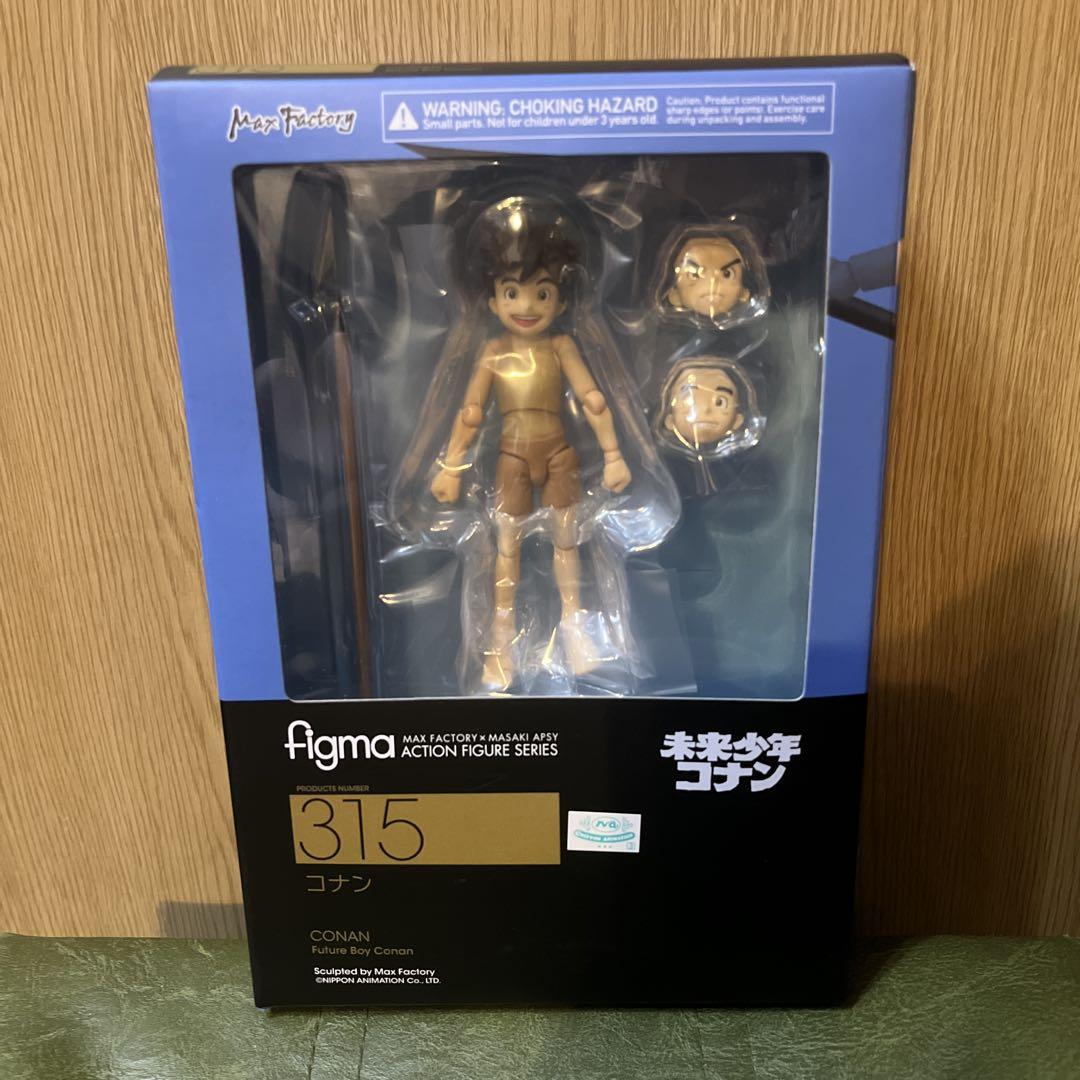 Max Factory
WARNING: CHOKING HAZARD
Small parts. Not for children under 3 years old.
Caution: Product contains functional
sharp edges or points. Exercise care
during unpacking and assembly.
figma
MAX FACTORY × MASAKI APSY
ACTION FIGURE SERIES
未来少年
コナン
PRODUCTS NUMBER
315
コナン
NIPPON ANIMATION
CONAN
Future Boy Conan
Sculpted by Max Factory
©NIPPON ANIMATION Co., LTD.